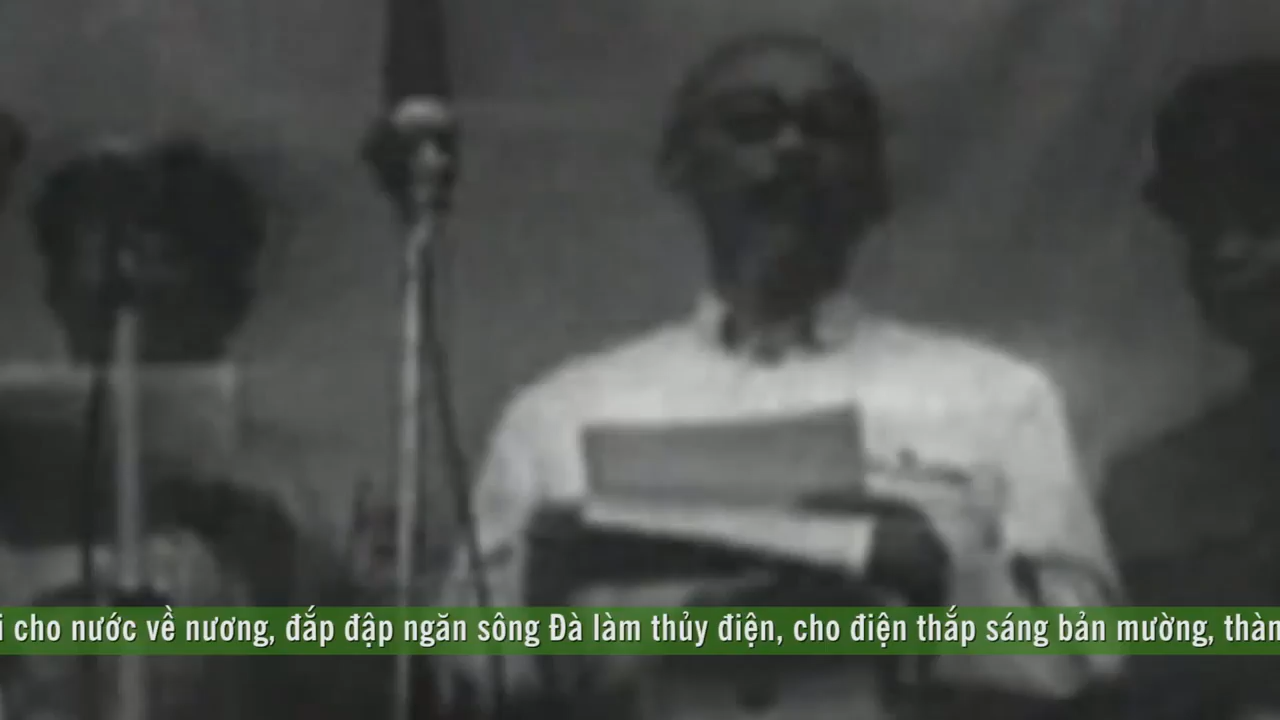 cho nước về nương, đắp đập ngăn sông Đà làm thủy điện, cho điện thắp sáng bản mường,